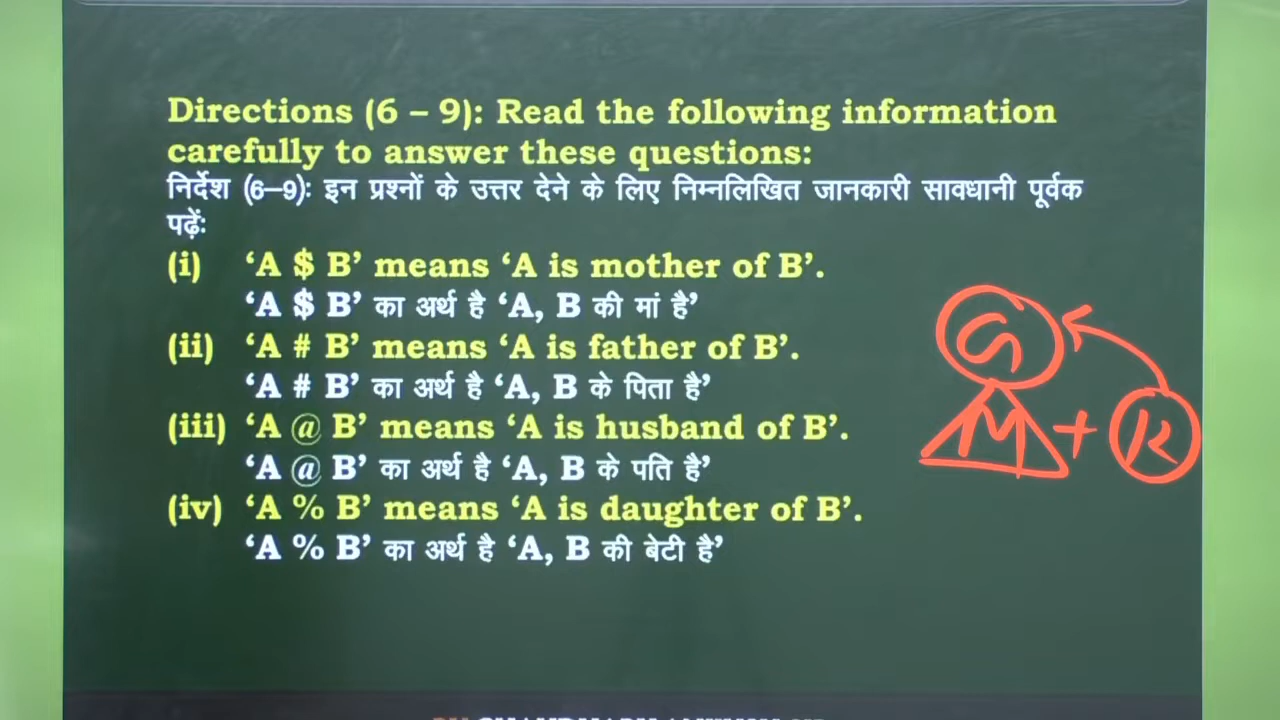 Directions (6 – 9): Read the following information
carefully to answer these questions:
निर्देश (6–9): इन प्रश्नों के उत्तर देने के लिए निम्नलिखित जानकारी सावधानी पूर्वक
पढ़ें:
(i) ‘A $ B’ means ‘A is mother of B’.
‘A $ B’ का अर्थ है ‘A, B की मां है’
(ii) ‘A # B’ means ‘A is father of B’.
‘A # B’ का अर्थ है ‘A, B के पिता है’
(iii) ‘A @ B’ means ‘A is husband of B’.
‘A @ B’ का अर्थ है ‘A, B के पति है’
(iv) ‘A % B’ means ‘A is daughter of B’.
‘A % B’ का अर्थ है ‘A, B की बेटी है’
M + R